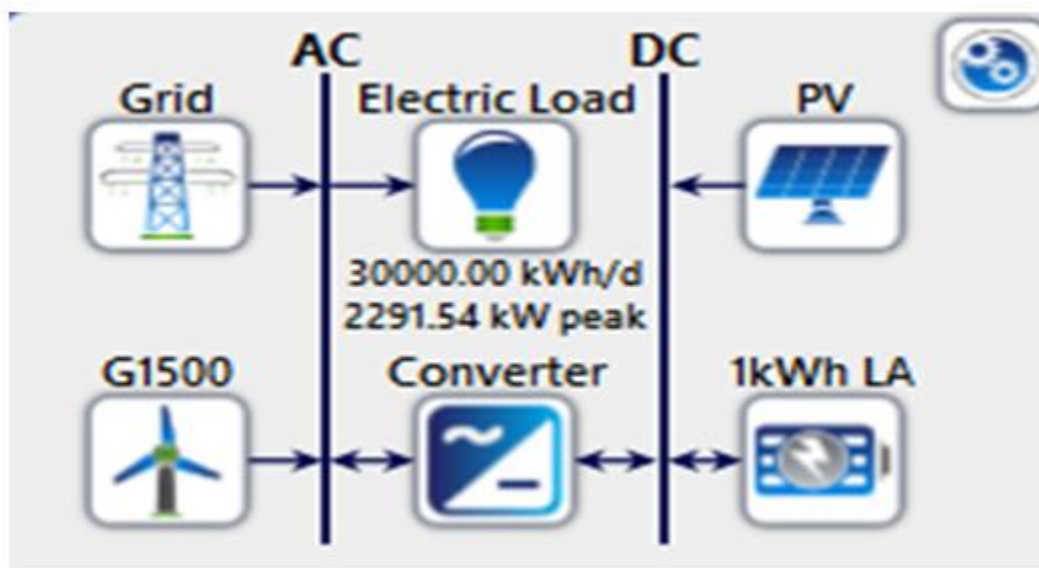 AC
DC
Grid
Electric Load
PV
30000.00 kWh/d
2291.54 kW peak
G1500
Converter
1kWh LA